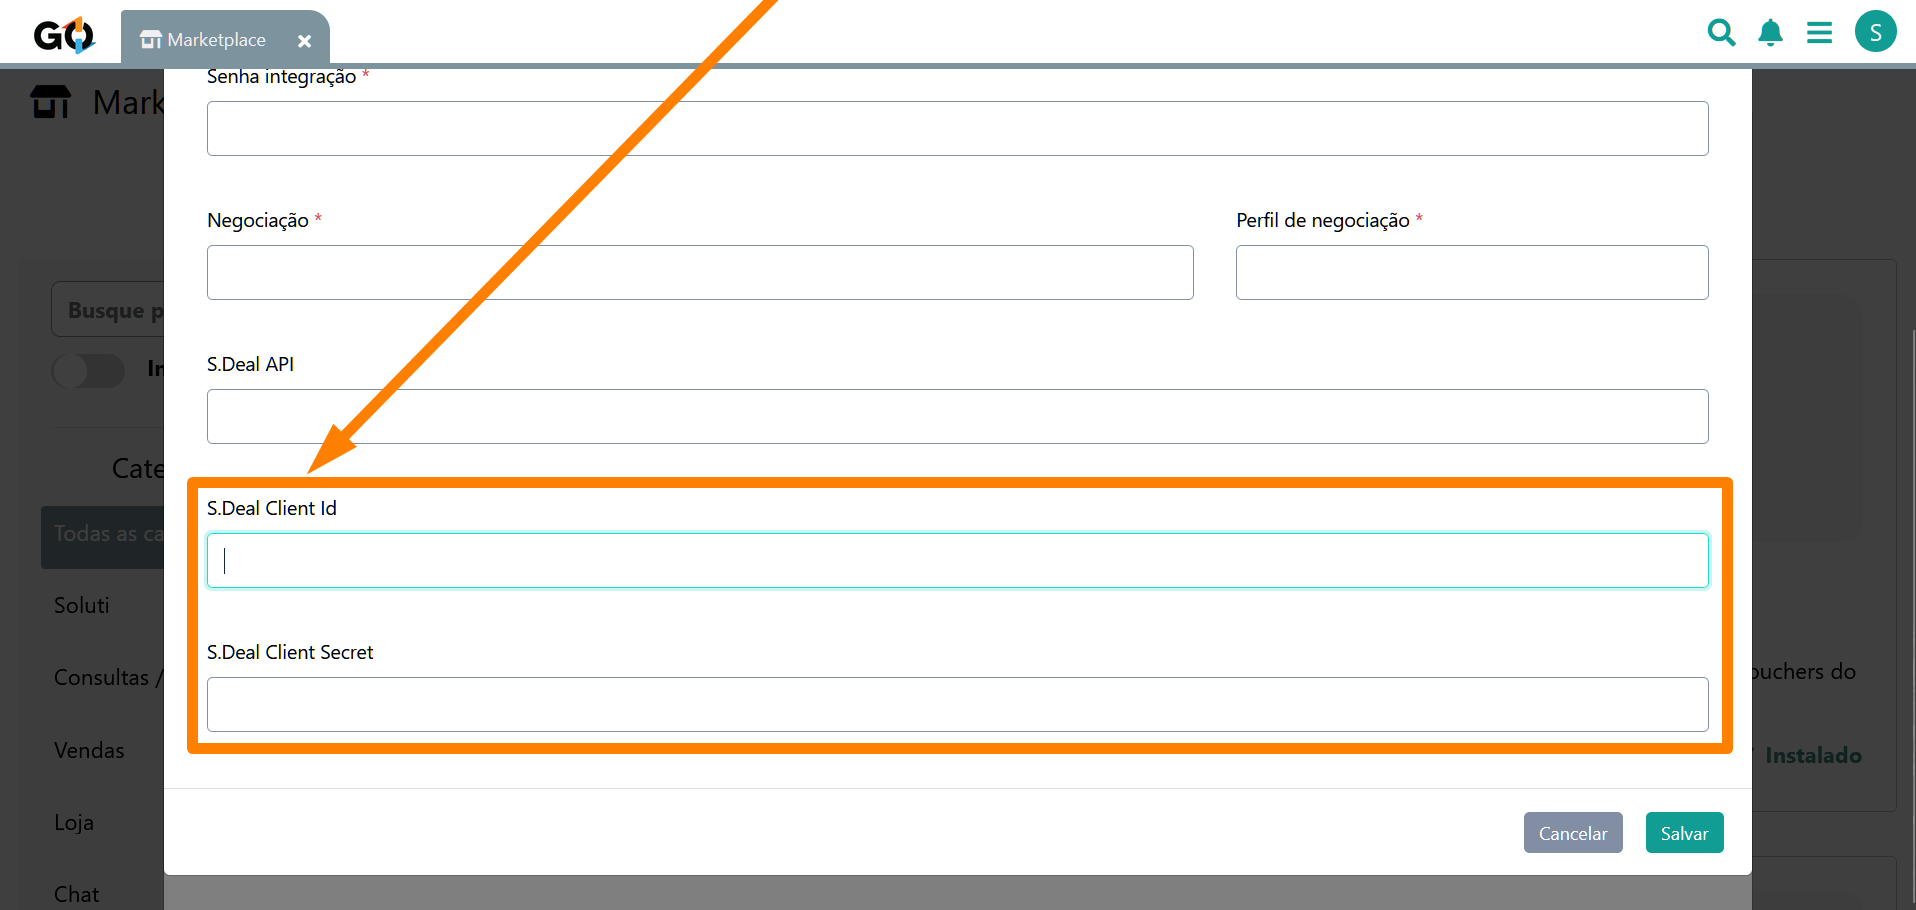 GO
Marketplace
S
Mark
Senha integração *
Negociação *
Perfil de negociação *
Busque p
In
S.Deal API
Cate
S.Deal Client Id
Todas as ca
Soluti
S.Deal Client Secret
Consultas /
ouchers do
Vendas
Instalado
Loja
Cancelar
Salvar
Chat